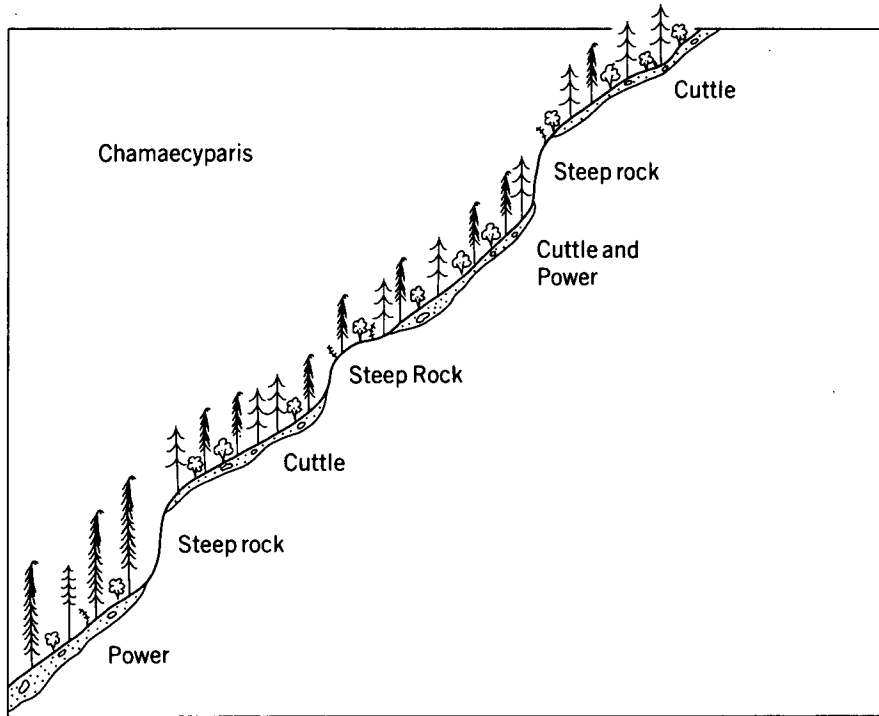 Cuttle
Chamaecyparis
Steep rock
Cuttle and
Power
Steep Rock
Cuttle
Steep rock
Power